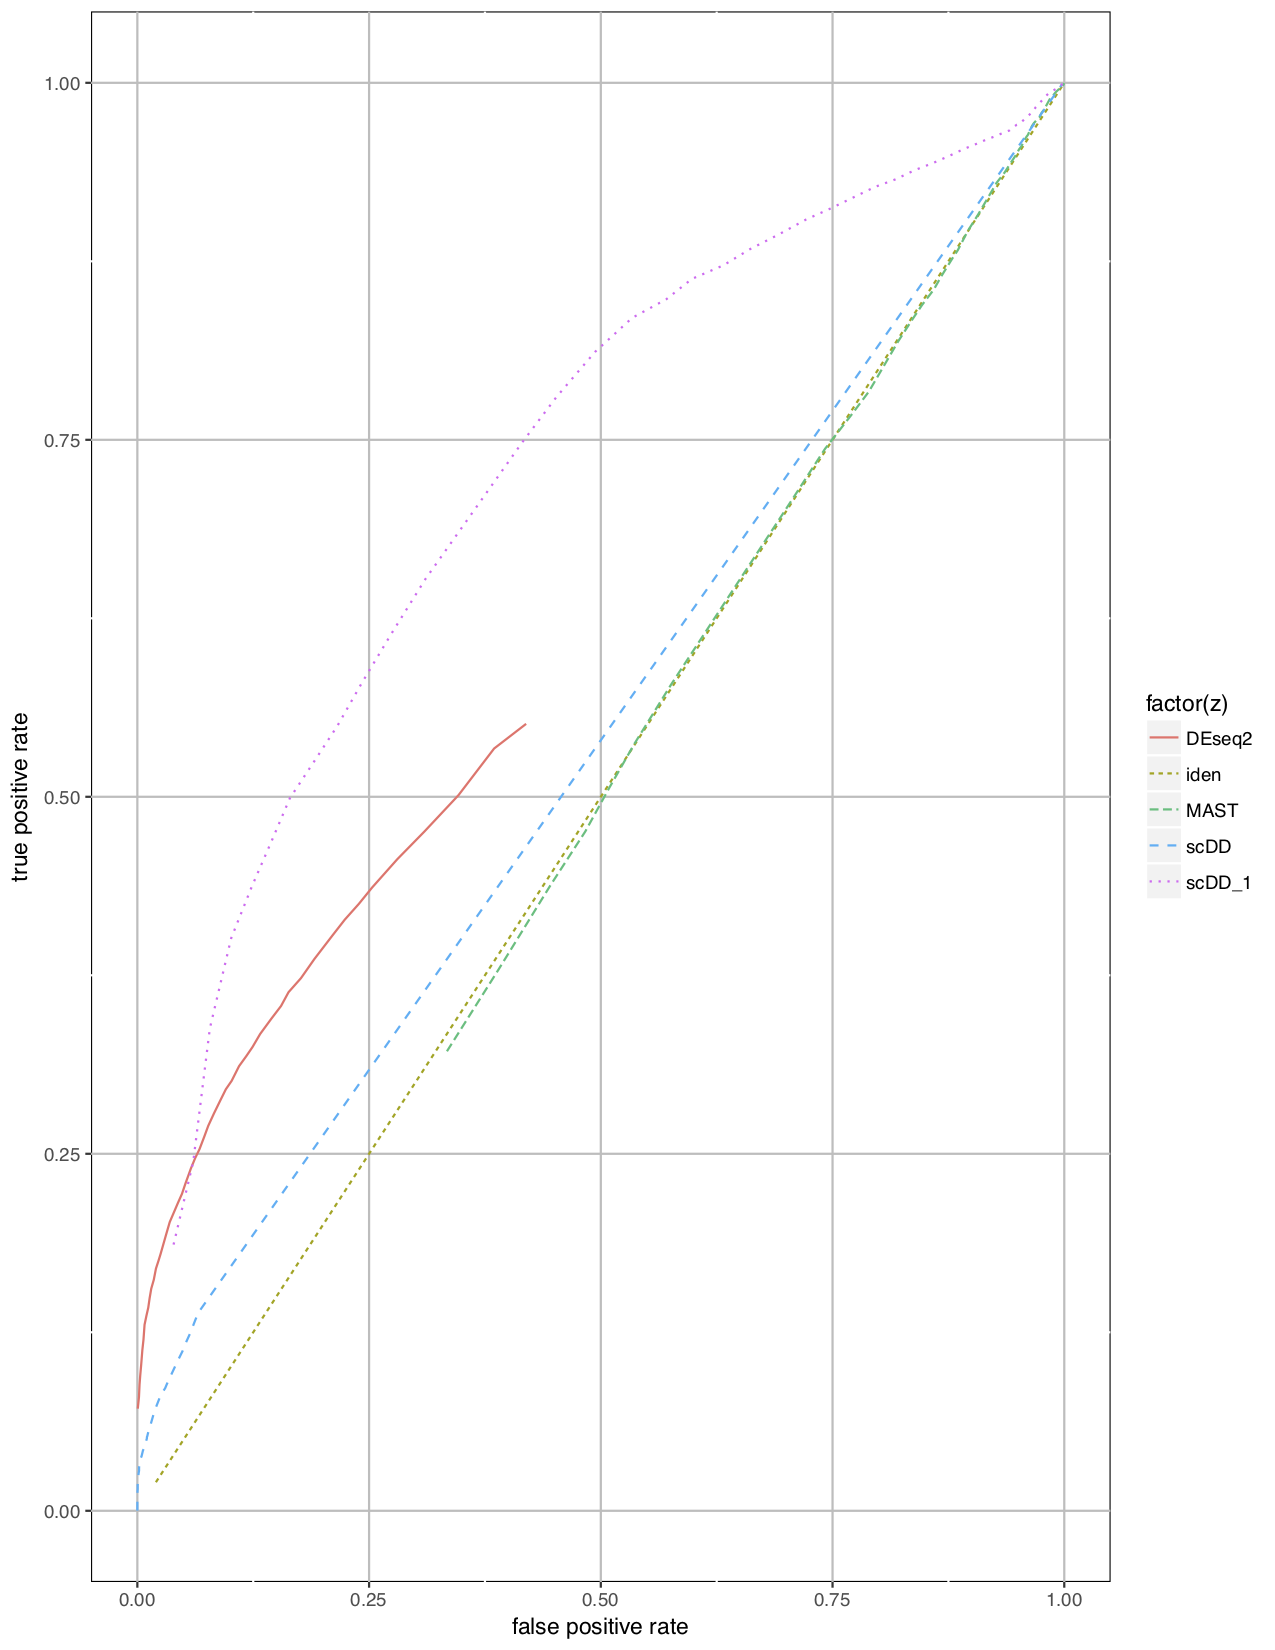 1.00
0.75
0.50
0.25
0.00
true positive rate
0.00 0.25 0.50 0.75 1.00
false positive rate
factor(z)
DEseq2
iden
MAST
scDD
scDD_1